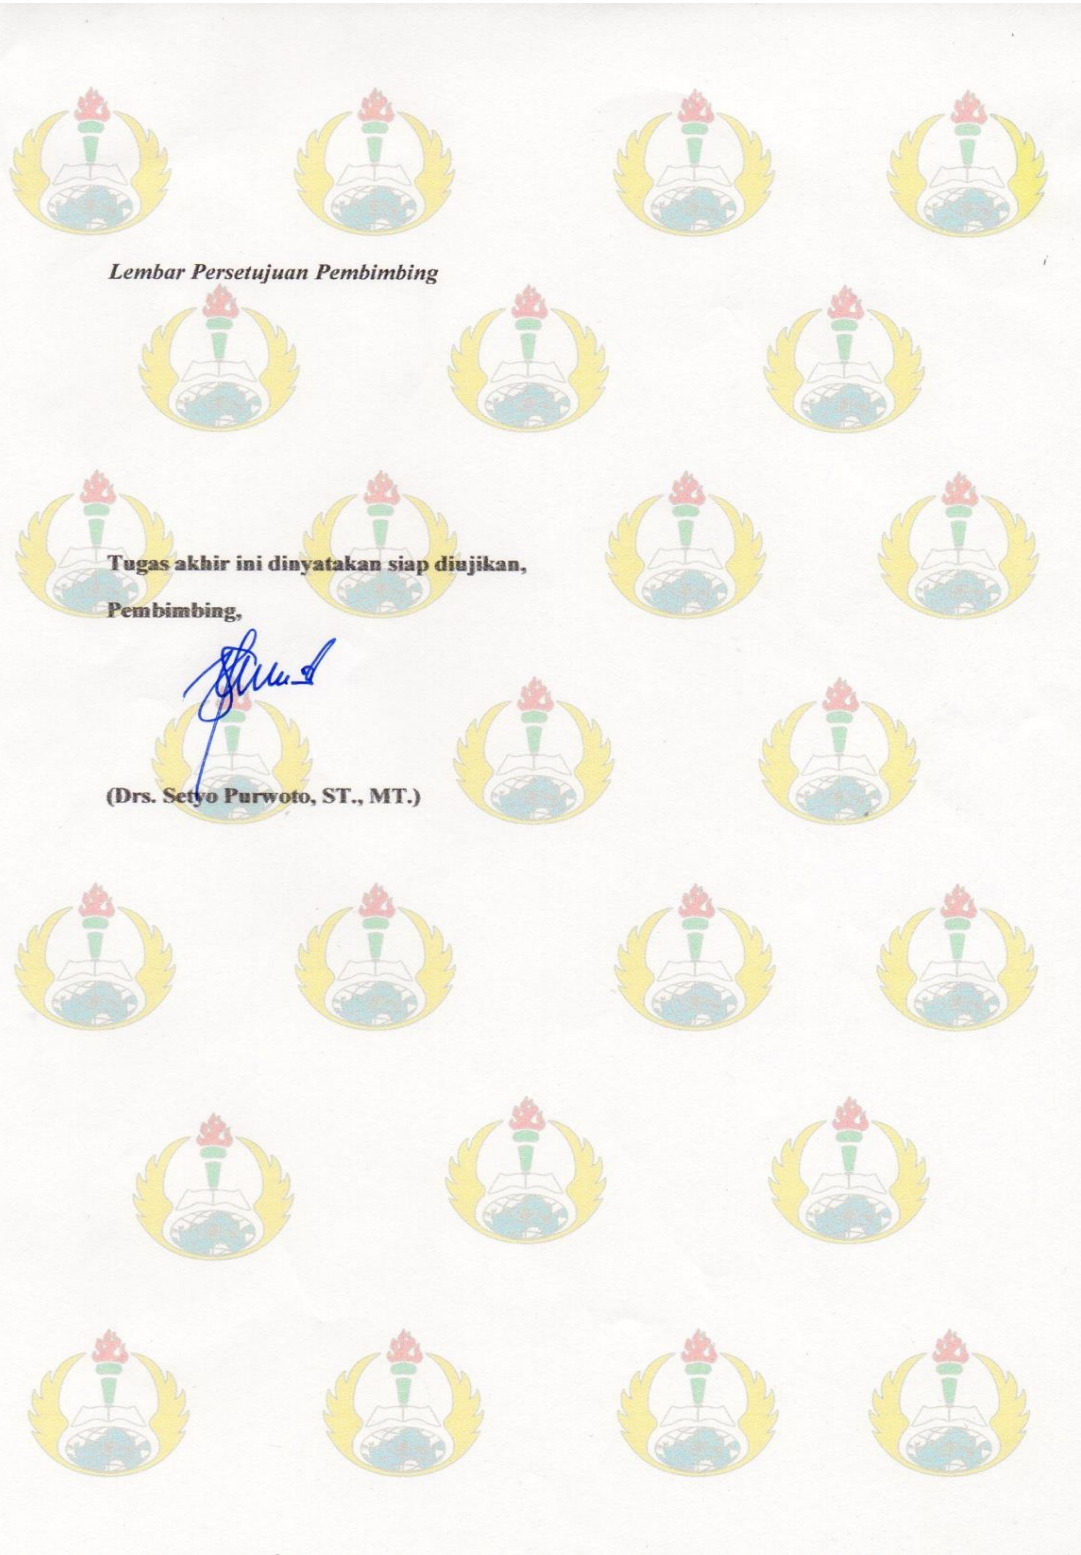 Lembar Persetujuan Pembimbing
Tugas akhir ini dinyatakan siap diujikan,
Pembimbing,
(Drs. Setyo Purwoto, ST., MT.)